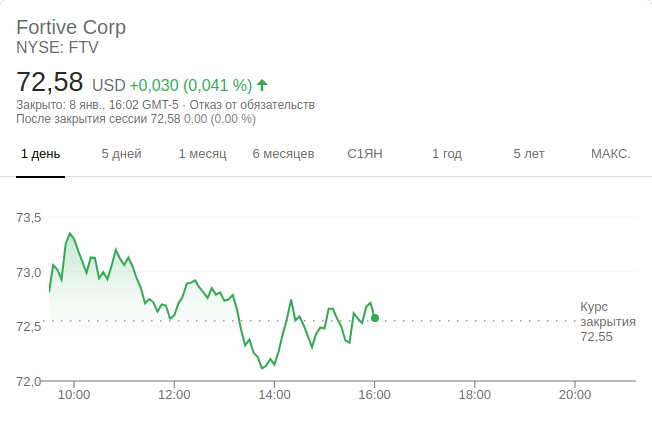 Fortive Corp
NYSE: FTV
72,58 USD +0,030 (0,041 %)
Закрыто: 8 янв., 16:02 GMT-5 · Отказ от обязательств
После закрытия сессии 72,58 0,00 (0,00 %)
1 день 5 дней 1 месяц 6 месяцев С1ЯН 1 год 5 лет МАКС.
73,5
73,0
72,5
72,0
Курс
закрытия
72,55
10:00 12:00 14:00 16:00 18:00 20:00